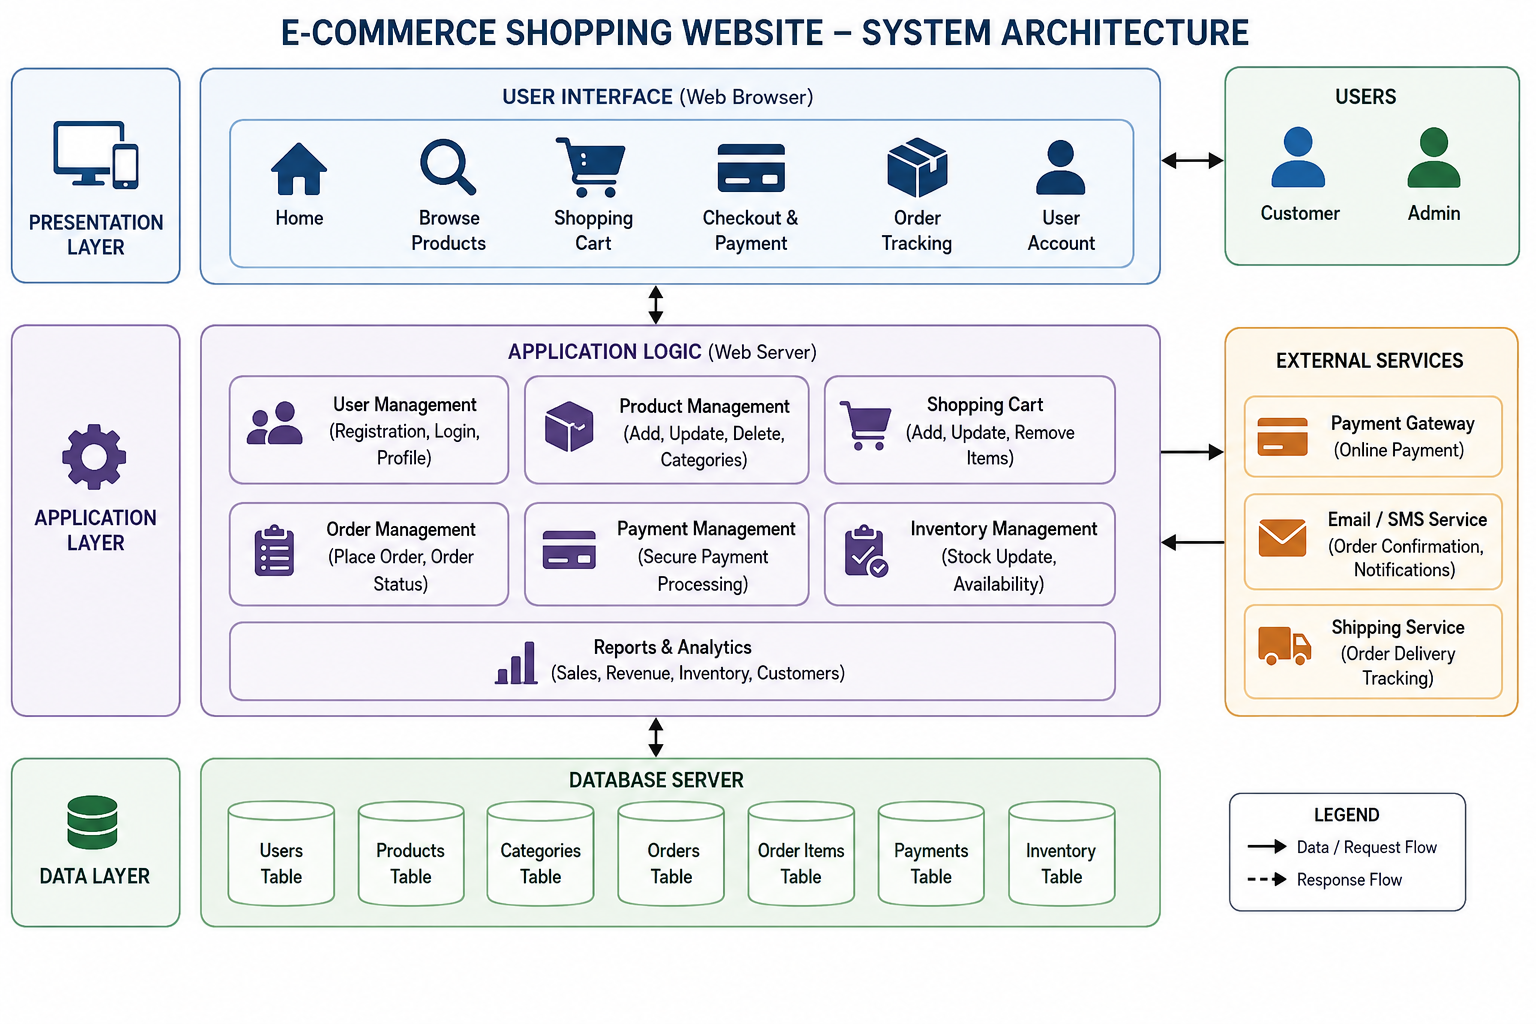 E-COMMERCE SHOPPING WEBSITE – SYSTEM ARCHITECTURE
PRESENTATION
LAYER
USER INTERFACE (Web Browser)
Home
Browse
Products
Shopping
Cart
Checkout &
Payment
Order
Tracking
User
Account
USERS
Customer
Admin
APPLICATION
LAYER
APPLICATION LOGIC (Web Server)
User Management
(Registration, Login,
Profile)
Product Management
(Add, Update, Delete,
Categories)
Shopping Cart
(Add, Update, Remove
Items)
Order Management
(Place Order, Order
Status)
Payment Management
(Secure Payment
Processing)
Inventory Management
(Stock Update,
Availability)
Reports & Analytics
(Sales, Revenue, Inventory, Customers)
EXTERNAL SERVICES
Payment Gateway
(Online Payment)
Email / SMS Service
(Order Confirmation,
Notifications)
Shipping Service
(Order Delivery
Tracking)
DATA LAYER
DATABASE SERVER
Users
Table
Products
Table
Categories
Table
Orders
Table
Order Items
Table
Payments
Table
Inventory
Table
LEGEND
Data / Request Flow
Response Flow